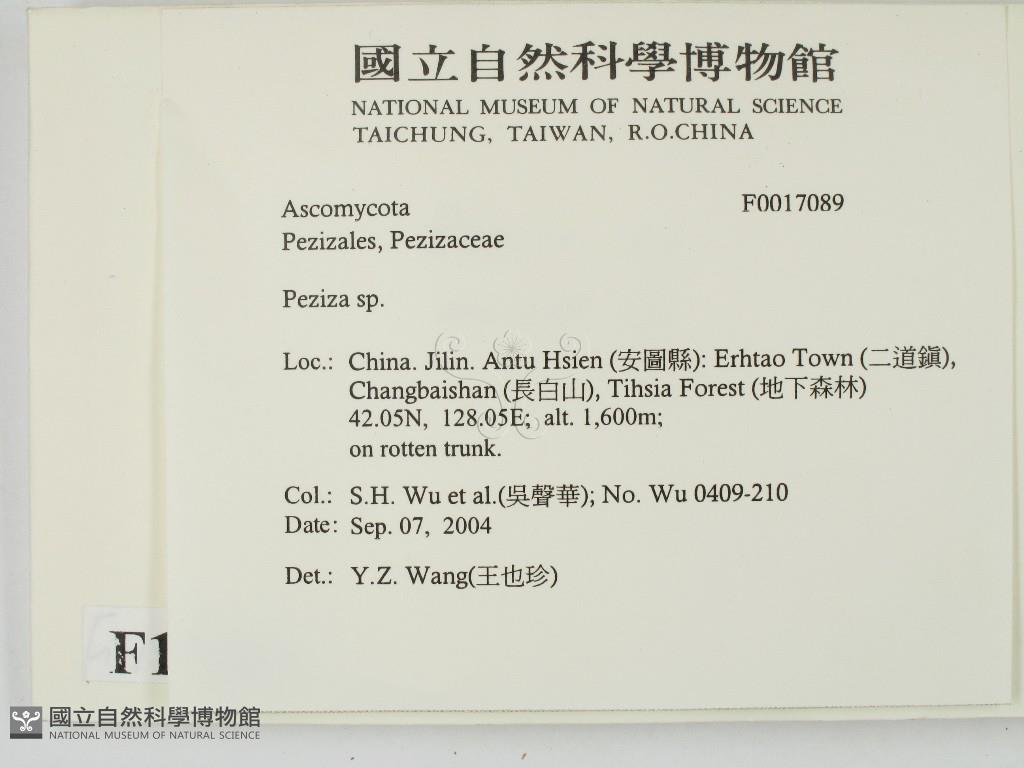 國立自然科學博物館
NATIONAL MUSEUM OF NATURAL SCIENCE
TAICHUNG, TAIWAN, R.O.CHINA
Ascomycota F0017089
Pezizales, Pezizaceae
Peziza sp.
Loc.: China. Jilin. Antu Hsien (安圖縣): Erhtao Town (二道鎭),
Changbaishan (長白山), Tihsia Forest (地下森林)
42.05N, 128.05E; alt. 1,600m;
on rotten trunk.
Col.: S.H. Wu et al.(吳聲華); No. Wu 0409-210
Date: Sep. 07, 2004
Det.: Y.Z. Wang(王也珍)
F1
國立自然科學博物館
NATIONAL MUSEUM OF NATURAL SCIENCE